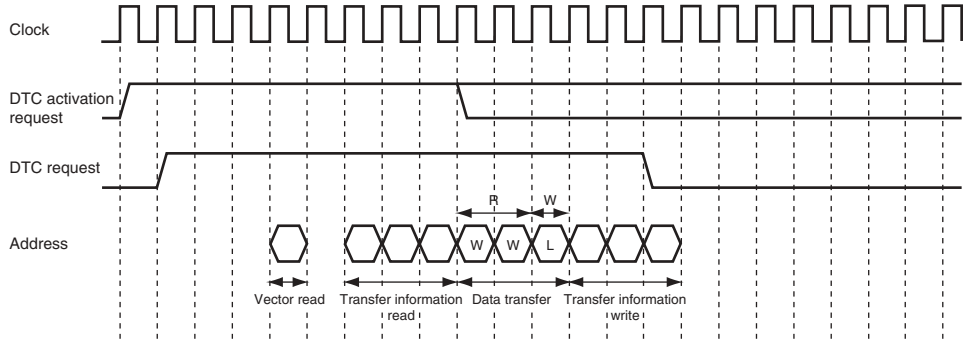 Clock
DTC activation
request
DTC request
R W
Address
W W L
Vector read Transfer information Data transfer Transfer information
read write